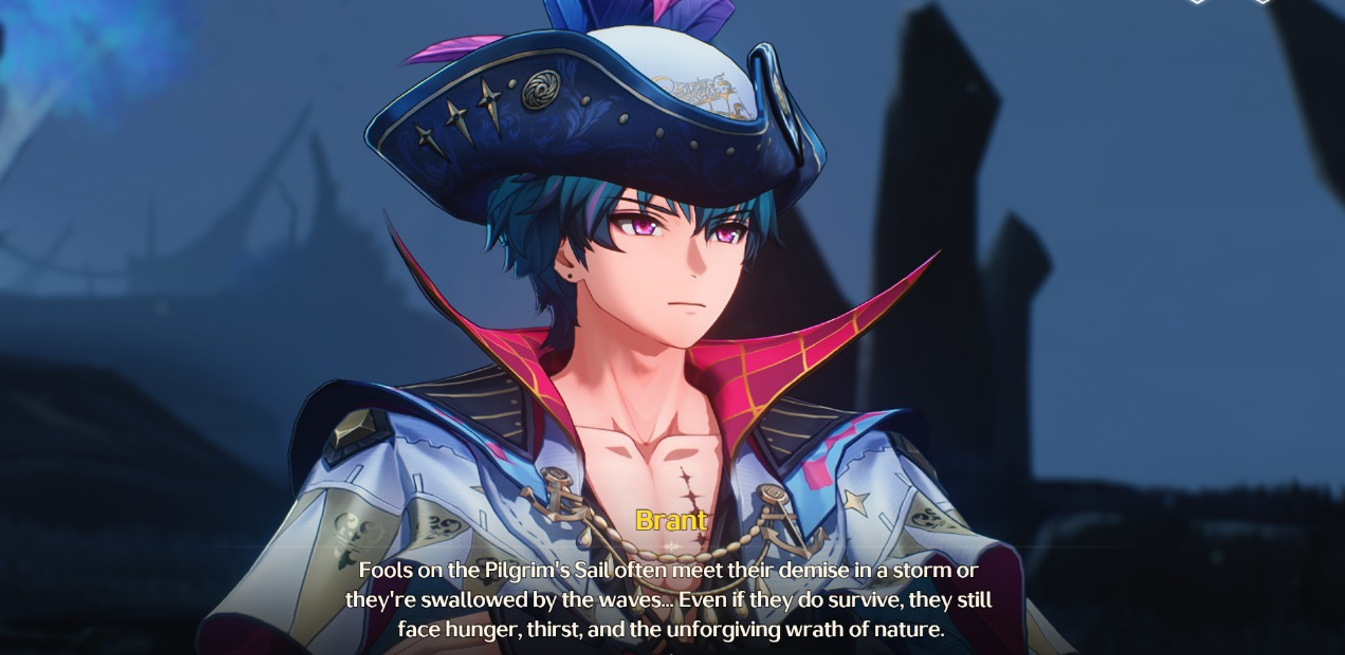 Brant
Fools on the Pilgrim's Sail often meet their demise in a storm or
they're swallowed by the waves... Even if they do survive, they still
face hunger, thirst, and the unforgiving wrath of nature.